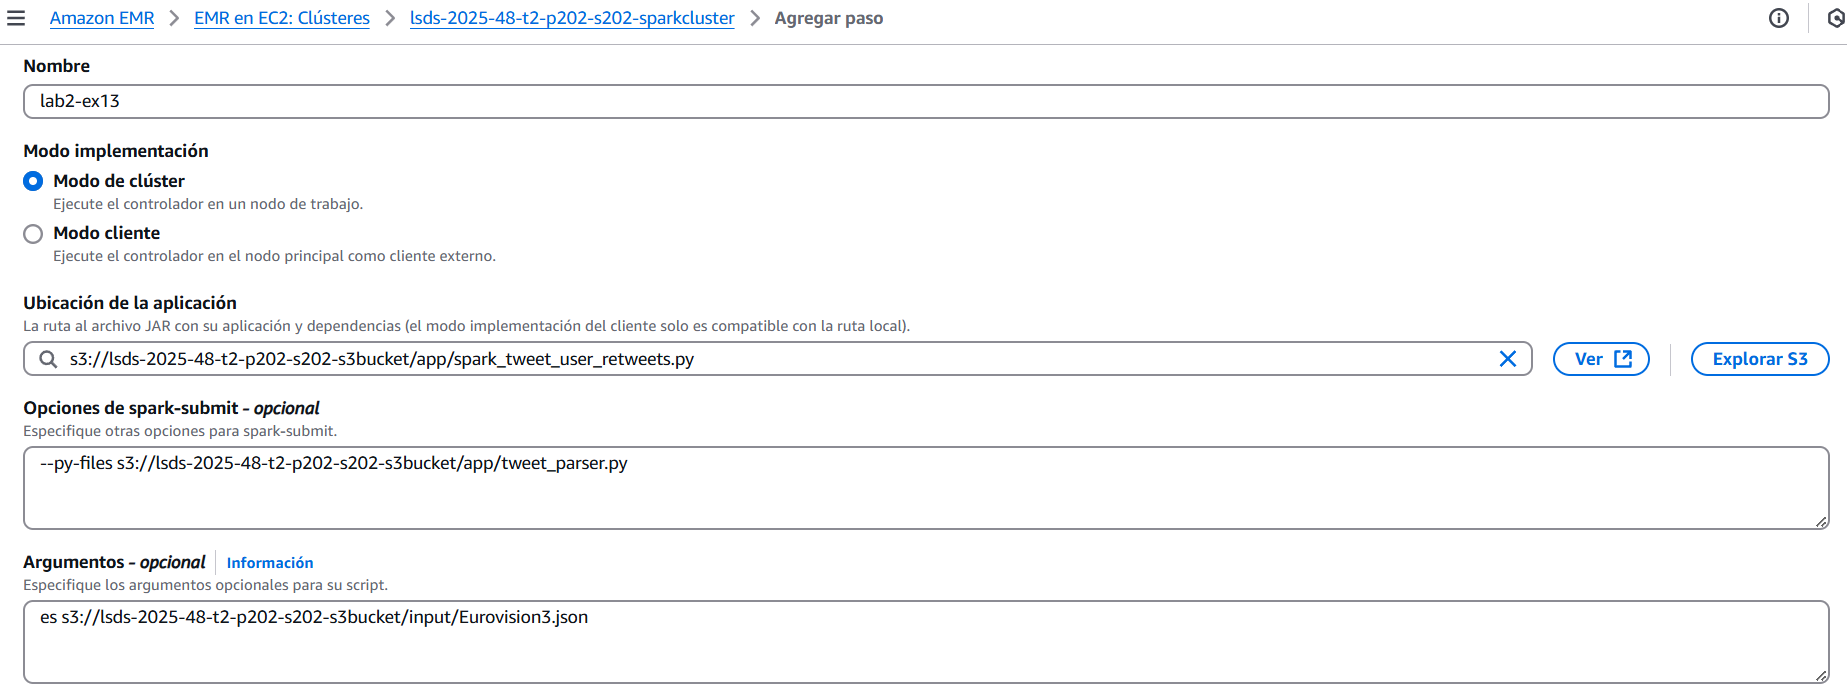 Amazon EMR > EMR en EC2: Clústeres > lsds-2025-48-t2-p202-s202-sparkcluster > Agregar paso
Nombre
lab2-ex13
Modo implementación
Modo de clúster
Ejecute el controlador en un nodo de trabajo.
Modo cliente
Ejecute el controlador en el nodo principal como cliente externo.
Ubicación de la aplicación
La ruta al archivo JAR con su aplicación y dependencias (el modo implementación del cliente solo es compatible con la ruta local).
s3://lsds-2025-48-t2-p202-s202-s3bucket/app/spark_tweet_user_retweets.py Ver Explorar S3
Opciones de spark-submit - opcional
Especifique otras opciones para spark-submit.
--py-files s3://lsds-2025-48-t2-p202-s202-s3bucket/app/tweet_parser.py
Argumentos - opcional Información
Especifique los argumentos opcionales para su script.
es s3://lsds-2025-48-t2-p202-s202-s3bucket/input/Eurovision3.json